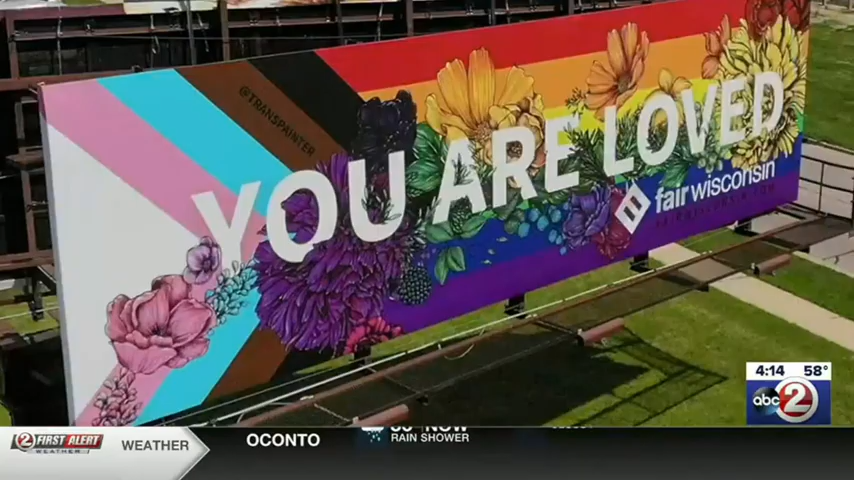 @TRANSPAINTER
YOU ARE LOVED
fair wisconsin
4:14 58°
abc 2
2 FIRST ALERT
WEATHER
WEATHER
OCONTO
NOW
RAIN SHOWER